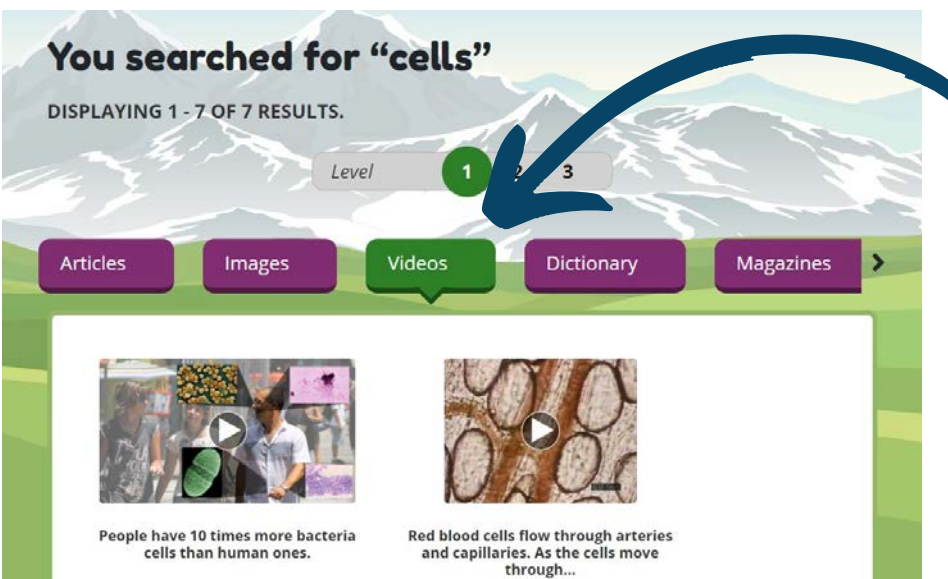 You searched for “cells”
DISPLAYING 1 - 7 OF 7 RESULTS.
Level 1 2 3
Articles Images Videos Dictionary Magazines
People have 10 times more bacteria
cells than human ones.
Red blood cells flow through arteries
and capillaries. As the cells move
through...